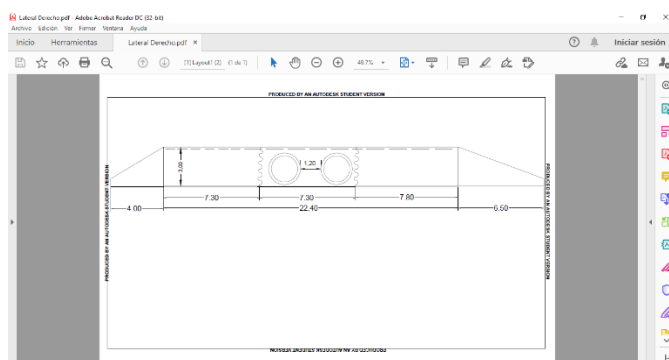 Lateral Derecho.pdf - Adobe Acrobat Reader DC (32-bit)
Archivo Edición Ver Firmar Ventana Ayuda
Inicio Herramientas Lateral Derecho.pdf × Iniciar sesión
[1] Layout1 (2) (1 de 1) 49.7%
PRODUCED BY AN AUTODESK STUDENT VERSION
PRODUCED BY AN AUTODESK STUDENT VERSION
3,00
1,20
7.30 7.30 7.80
4.00 22.40 6.50
PRODUCED BY AN AUTODESK STUDENT VERSION
PRODUCED BY AN AUTODESK STUDENT VERSION